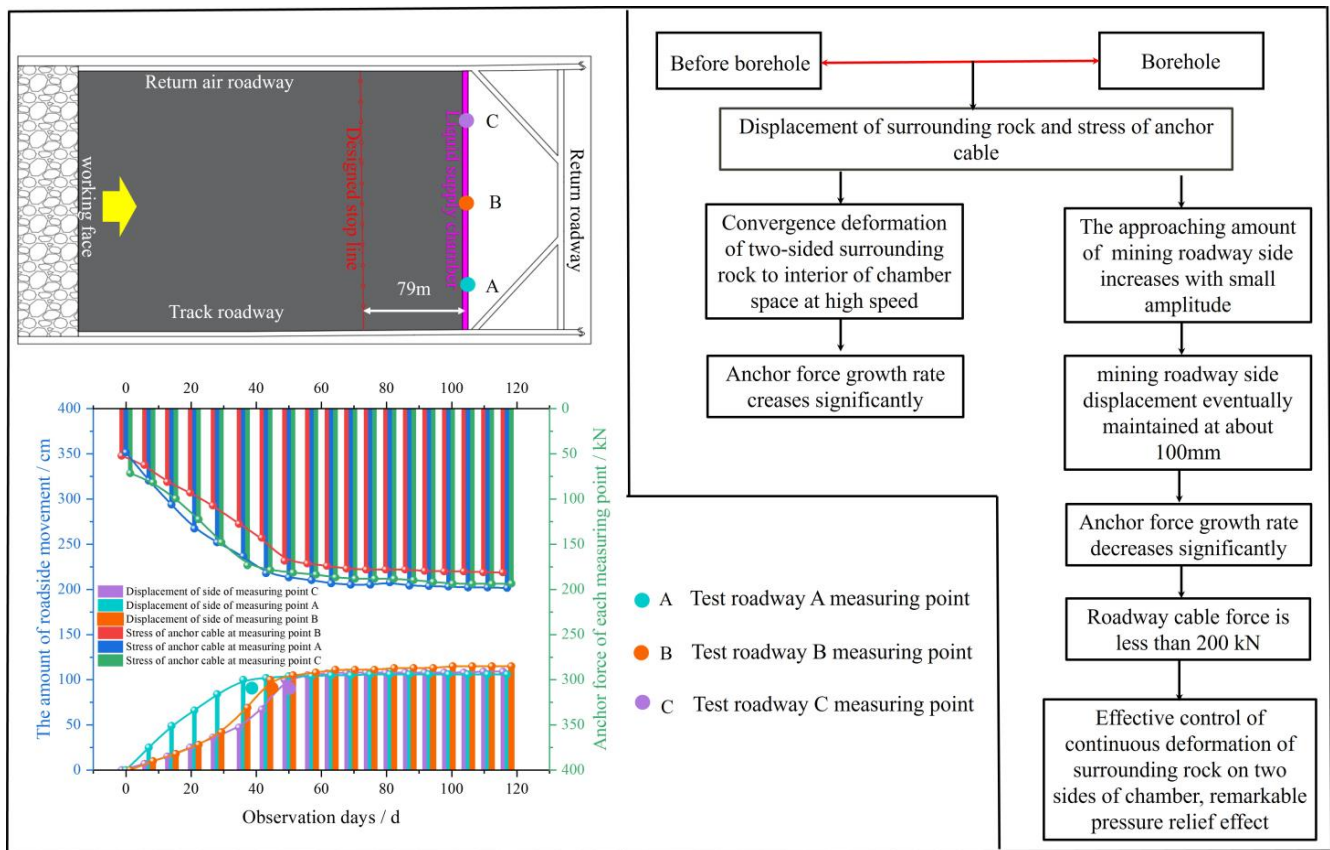 Return air roadway
working face
Designed stop line
Liquid supply chamber
C
B
A
Return roadway
79m
Track roadway
0 20 40 60 80 100 120
The amount of roadside movement / cm
400
350
300
250
200
150
100
50
0
Displacement of side of measuring point C
Displacement of side of measuring point A
Displacement of side of measuring point B
Stress of anchor cable at measuring point B
Stress of anchor cable at measuring point A
Stress of anchor cable at measuring point C
0
50
100
150
200
250
300
350
400
Anchor force of each measuring point / kN
0 20 40 60 80 100 120
Observation days / d
A Test roadway A measuring point
B Test roadway B measuring point
C Test roadway C measuring point
Before borehole
Borehole
Displacement of surrounding rock and stress of anchor
cable
Convergence deformation
of two-sided surrounding
rock to interior of chamber
space at high speed
Anchor force growth rate
creases significantly
The approaching amount
of mining roadway side
increases with small
amplitude
mining roadway side
displacement eventually
maintained at about
100mm
Anchor force growth rate
decreases significantly
Roadway cable force is
less than 200 kN
Effective control of
continuous deformation of
surrounding rock on two
sides of chamber, remarkable
pressure relief effect